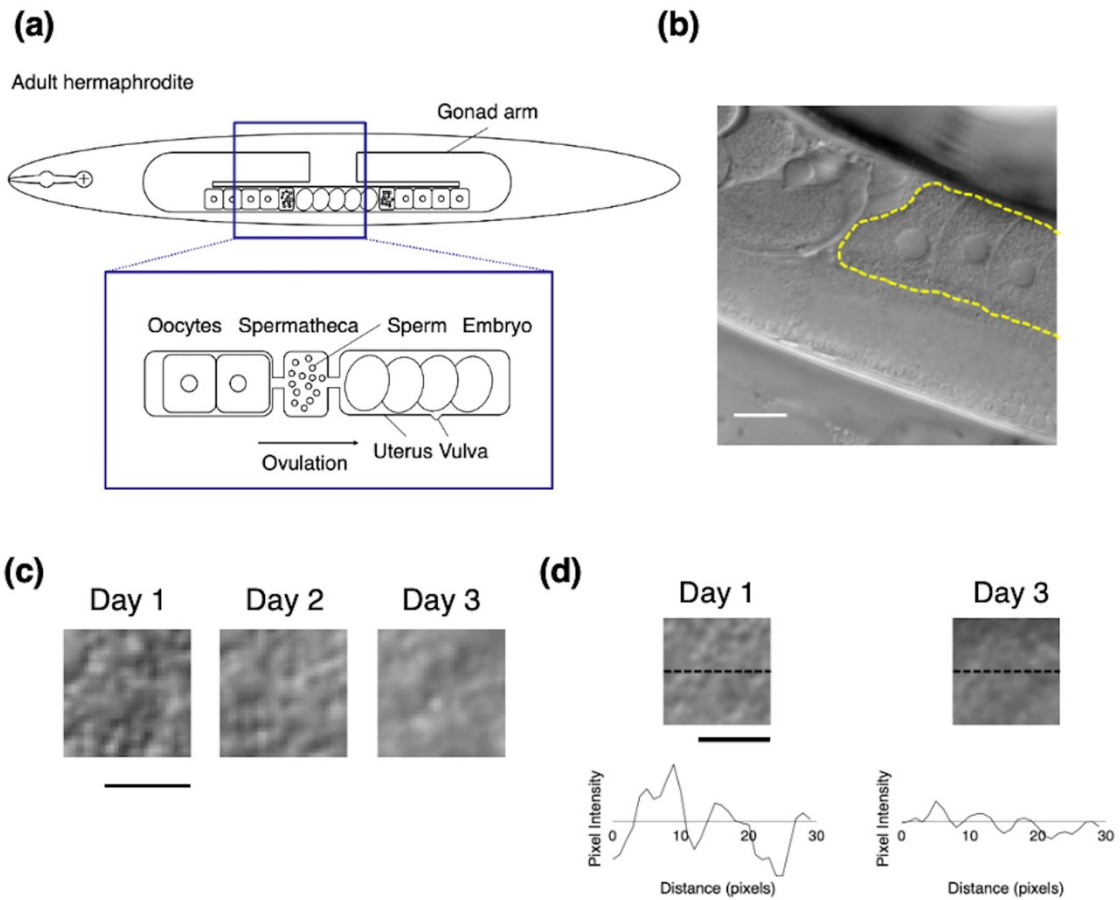 (a)
Adult hermaphrodite
Gonad arm
Oocytes Spermatheca Sperm Embryo
Ovulation
Uterus Vulva
(b)
(c)
Day 1 Day 2 Day 3
(d)
Day 1 Day 3
Pixel Intensity
0 10 20 30
Distance (pixels)
Pixel Intensity
0 10 20 30
Distance (pixels)